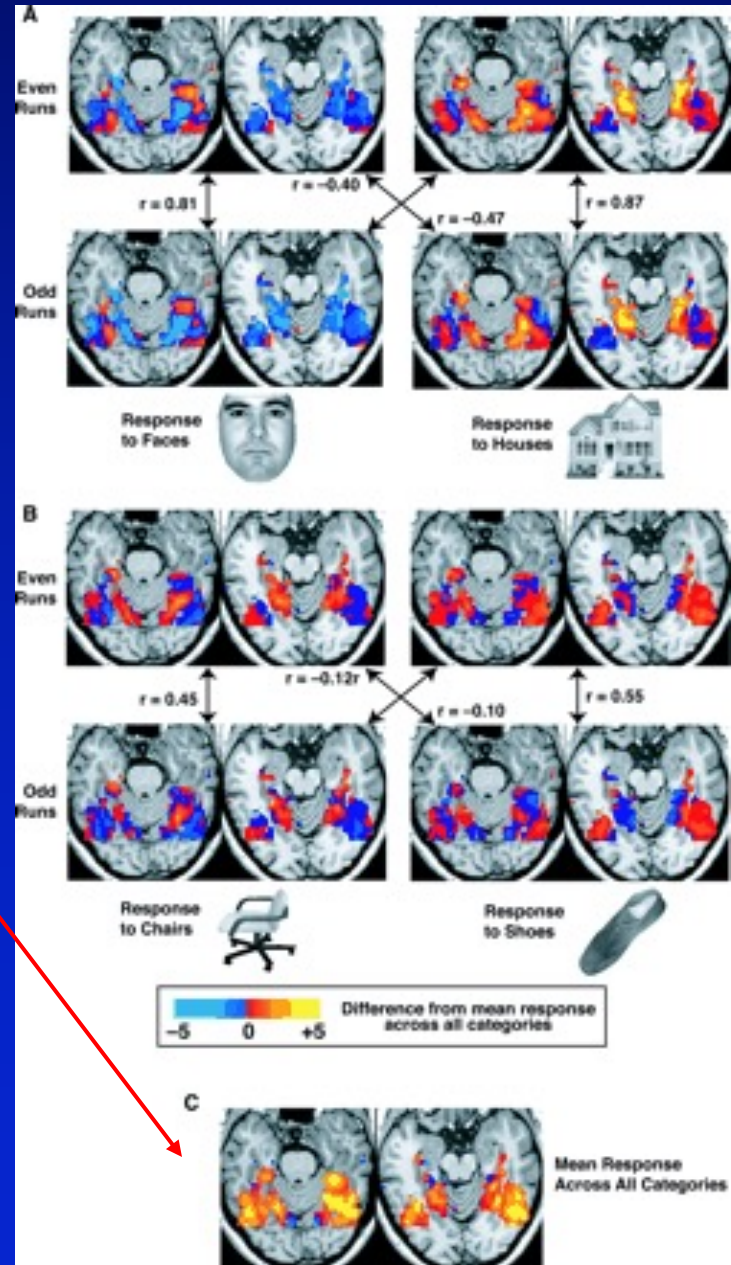 A
Even
Runs
r = 0.81
r = −0.40
r = −0.47
r = 0.87
Odd
Runs
Response
to Faces
Response
to Houses
B
Even
Runs
r = 0.45
r = −0.12r
r = −0.10
r = 0.55
Odd
Runs
Response
to Chairs
Response
to Shoes
−5 0 +5
Difference from mean response
across all categories
C
Mean Response
Across All Categories